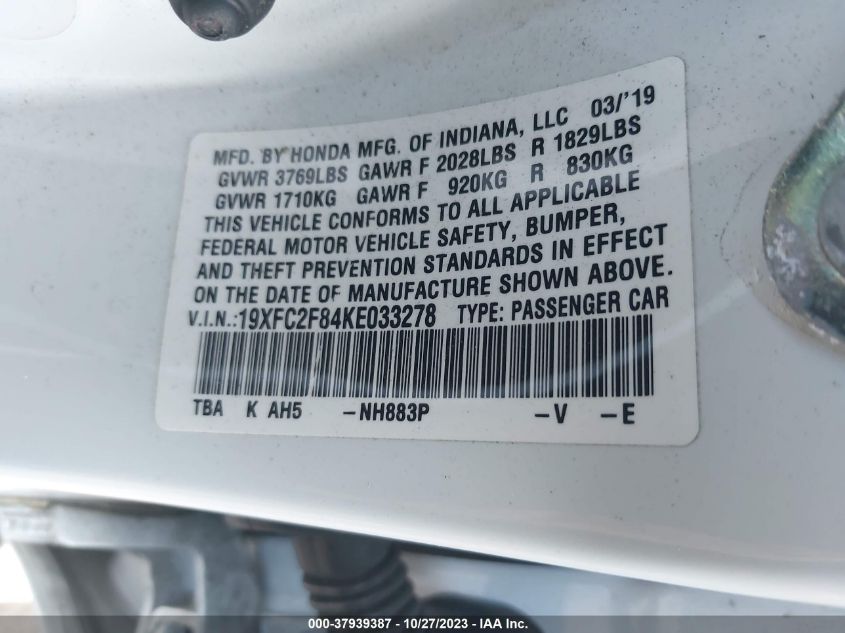 MFD. BY HONDA MFG. OF INDIANA, LLC 03/'19
GVWR 3769LBS GAWR F 2028LBS R 1829LBS
GVWR 1710KG GAWR F 920KG R 830KG
THIS VEHICLE CONFORMS TO ALL APPLICABLE
FEDERAL MOTOR VEHICLE SAFETY, BUMPER,
AND THEFT PREVENTION STANDARDS IN EFFECT
ON THE DATE OF MANUFACTURE SHOWN ABOVE.
V.I.N.:19XFC2F84KE033278 TYPE: PASSENGER CAR
TBA K AH5 -NH883P -V -E
000-37939387 - 10/27/2023 - IAA Inc.